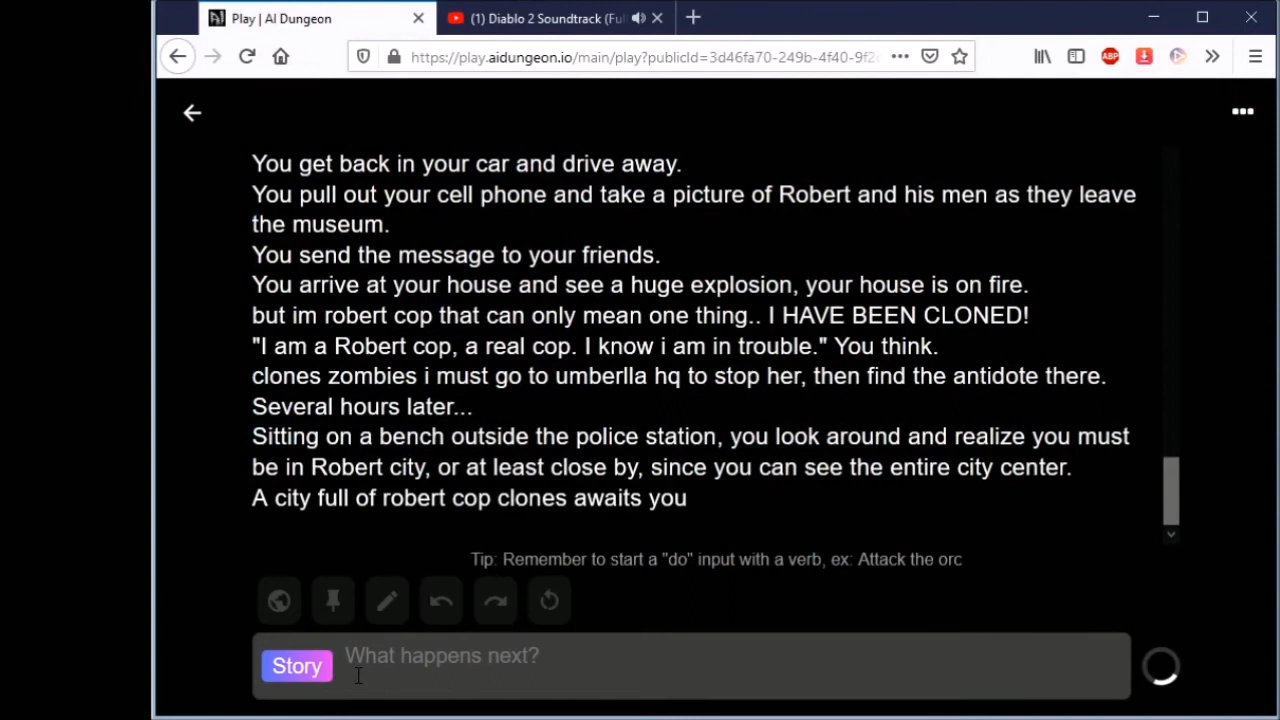 Play | AI Dungeon
(1) Diablo 2 Soundtrack (Ful
https://play.aidungeon.io/main/play?publicId=3d46fa70-249b-4f40-9f2
ABP
You get back in your car and drive away.
You pull out your cell phone and take a picture of Robert and his men as they leave
the museum.
You send the message to your friends.
You arrive at your house and see a huge explosion, your house is on fire.
but im robert cop that can only mean one thing.. I HAVE BEEN CLONED!
"I am a Robert cop, a real cop. I know i am in trouble." You think.
clones zombies i must go to umberlla hq to stop her, then find the antidote there.
Several hours later...
Sitting on a bench outside the police station, you look around and realize you must
be in Robert city, or at least close by, since you can see the entire city center.
A city full of robert cop clones awaits you
Tip: Remember to start a "do" input with a verb, ex: Attack the orc
Story What happens next?